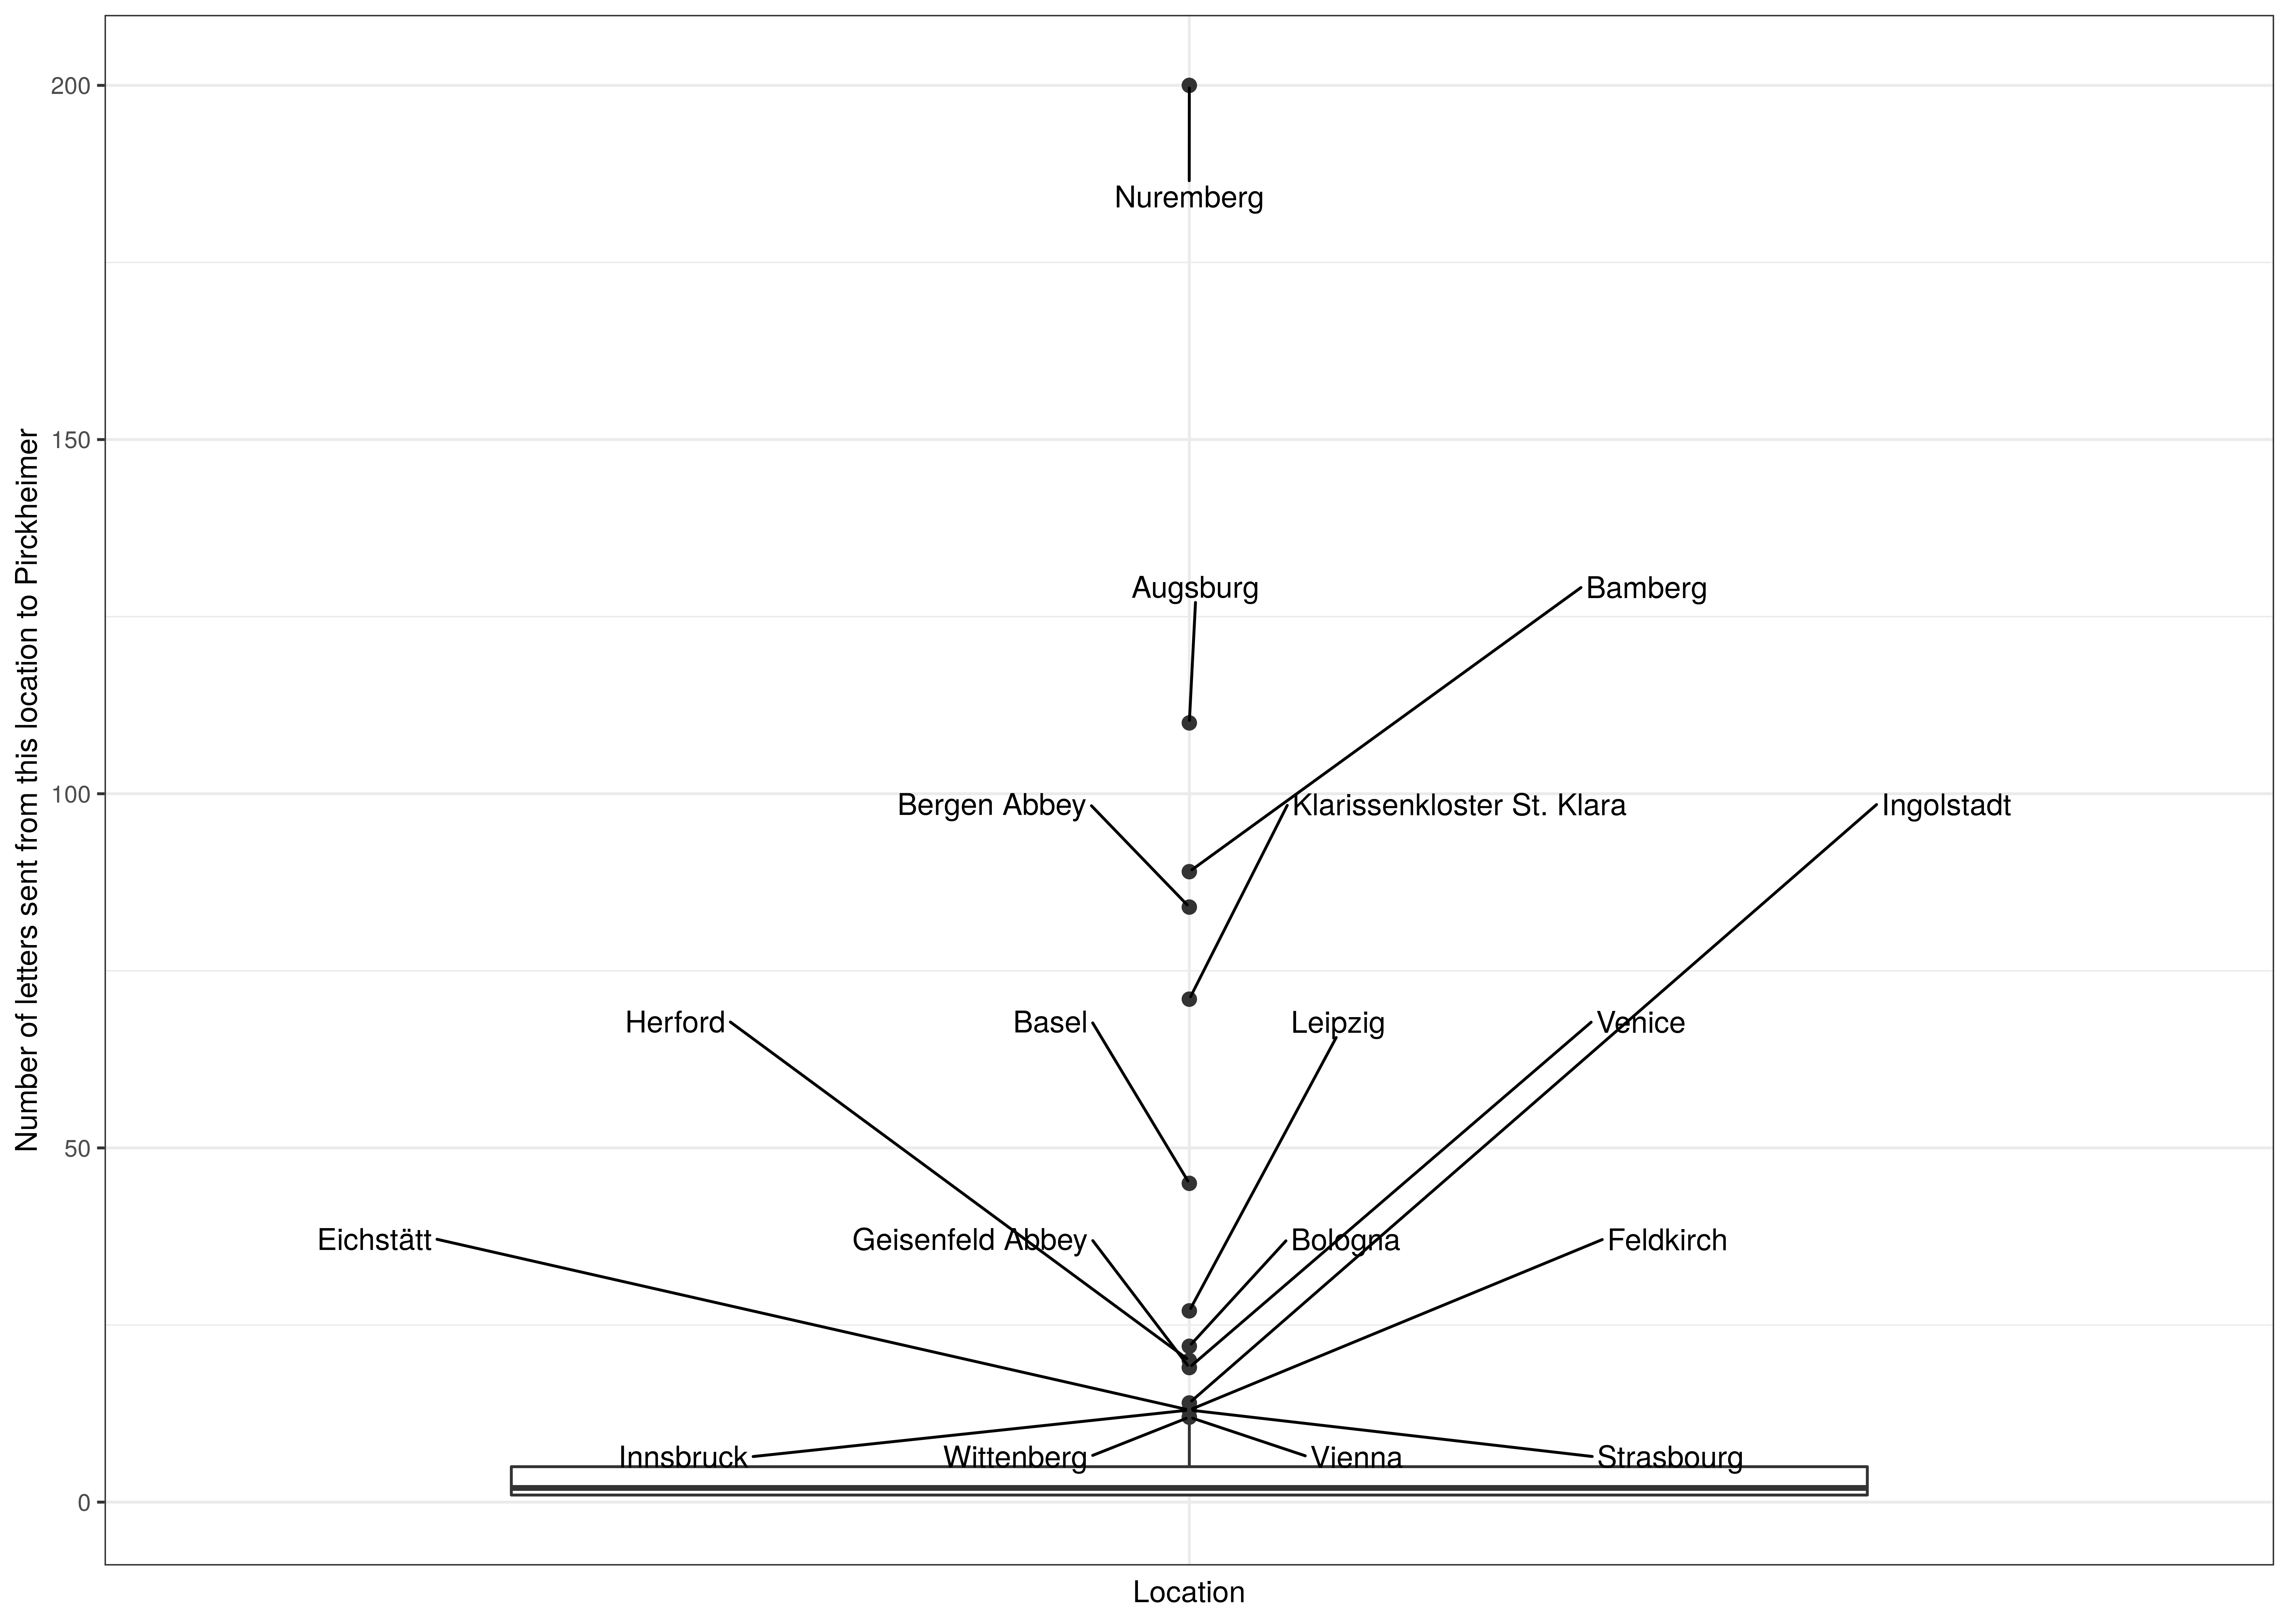 200
Nuremberg
150
Augsburg
Bamberg
100
Bergen Abbey
Klarissenkloster St. Klara
Ingolstadt
Herford
Basel
Leipzig
Venice
50
Eichstätt
Geisenfeld Abbey
Bologna
Feldkirch
Innsbruck
Wittenberg
Vienna
Strasbourg
0
Number of letters sent from this location to Pirckheimer
Location